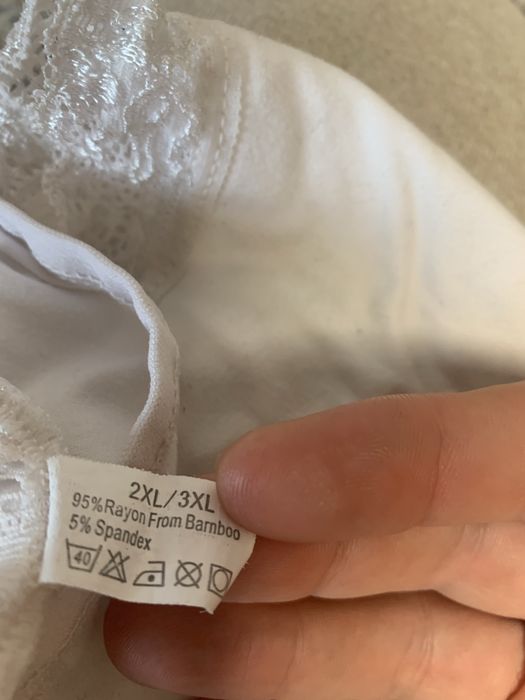 2XL/3XL
95%Rayon From Bamboo
5% Spandex
40